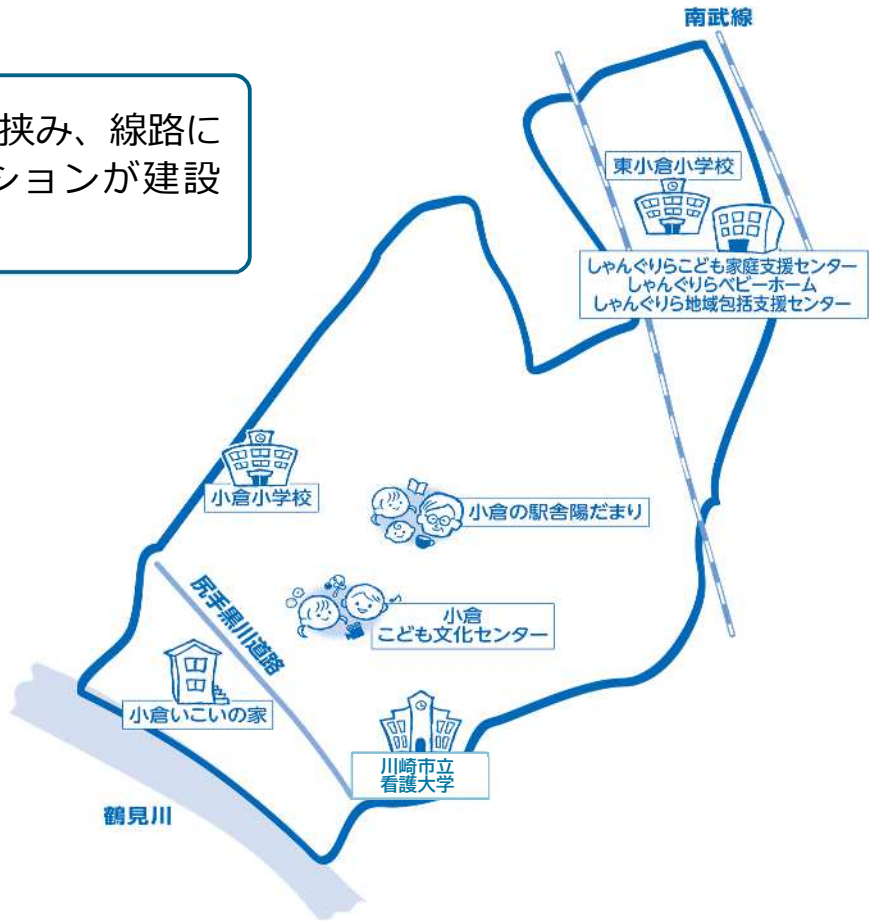 挟み、線路に
ションが建設
南武線
東小倉小学校
しゃんぐりらこども家庭支援センター
しゃんぐりらベビーホーム
しゃんぐりら地域包括支援センター
小倉小学校
小倉の駅舎陽だまり
尻手黒川道路
小倉
こども文化センター
小倉いこいの家
川崎市立
看護大学
鶴見川